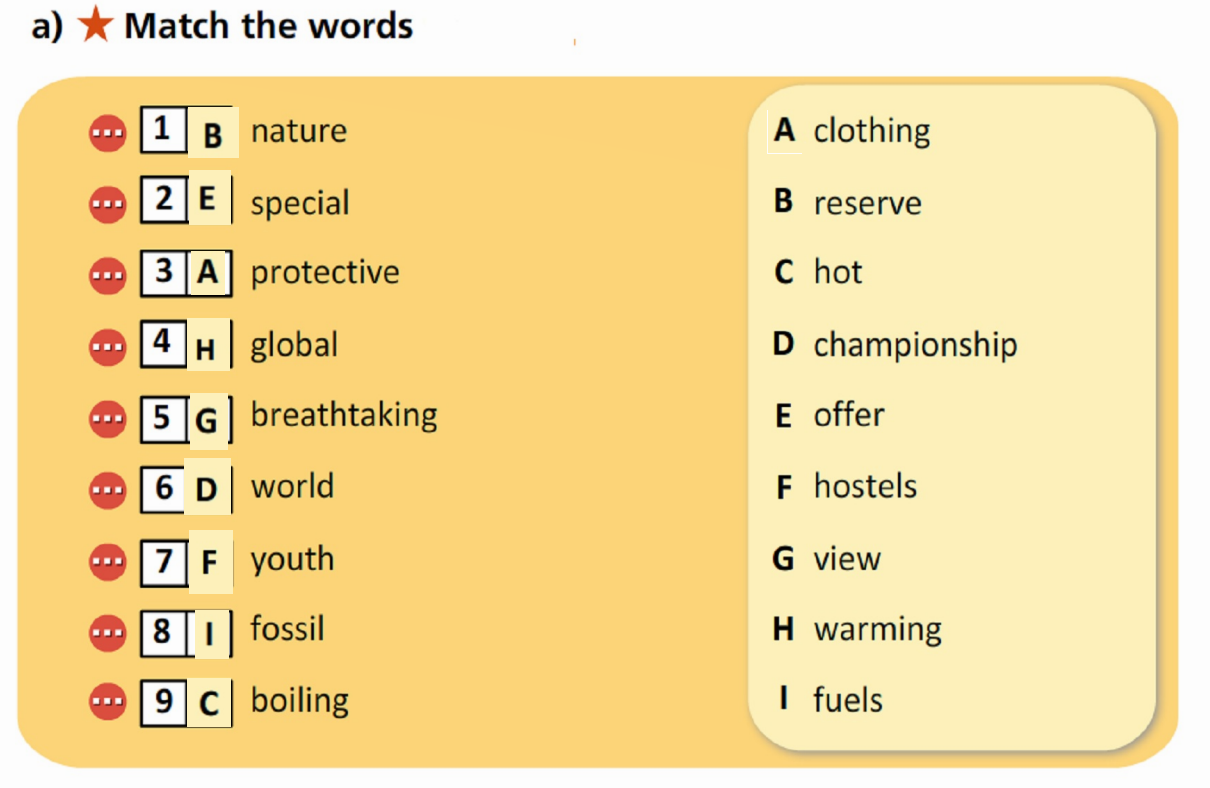 a) ★ Match the words
1 B nature
2 E special
3 A protective
4 H global
5 G breathtaking
6 D world
7 F youth
8 I fossil
9 C boiling
A clothing
B reserve
C hot
D championship
E offer
F hostels
G view
H warming
I fuels